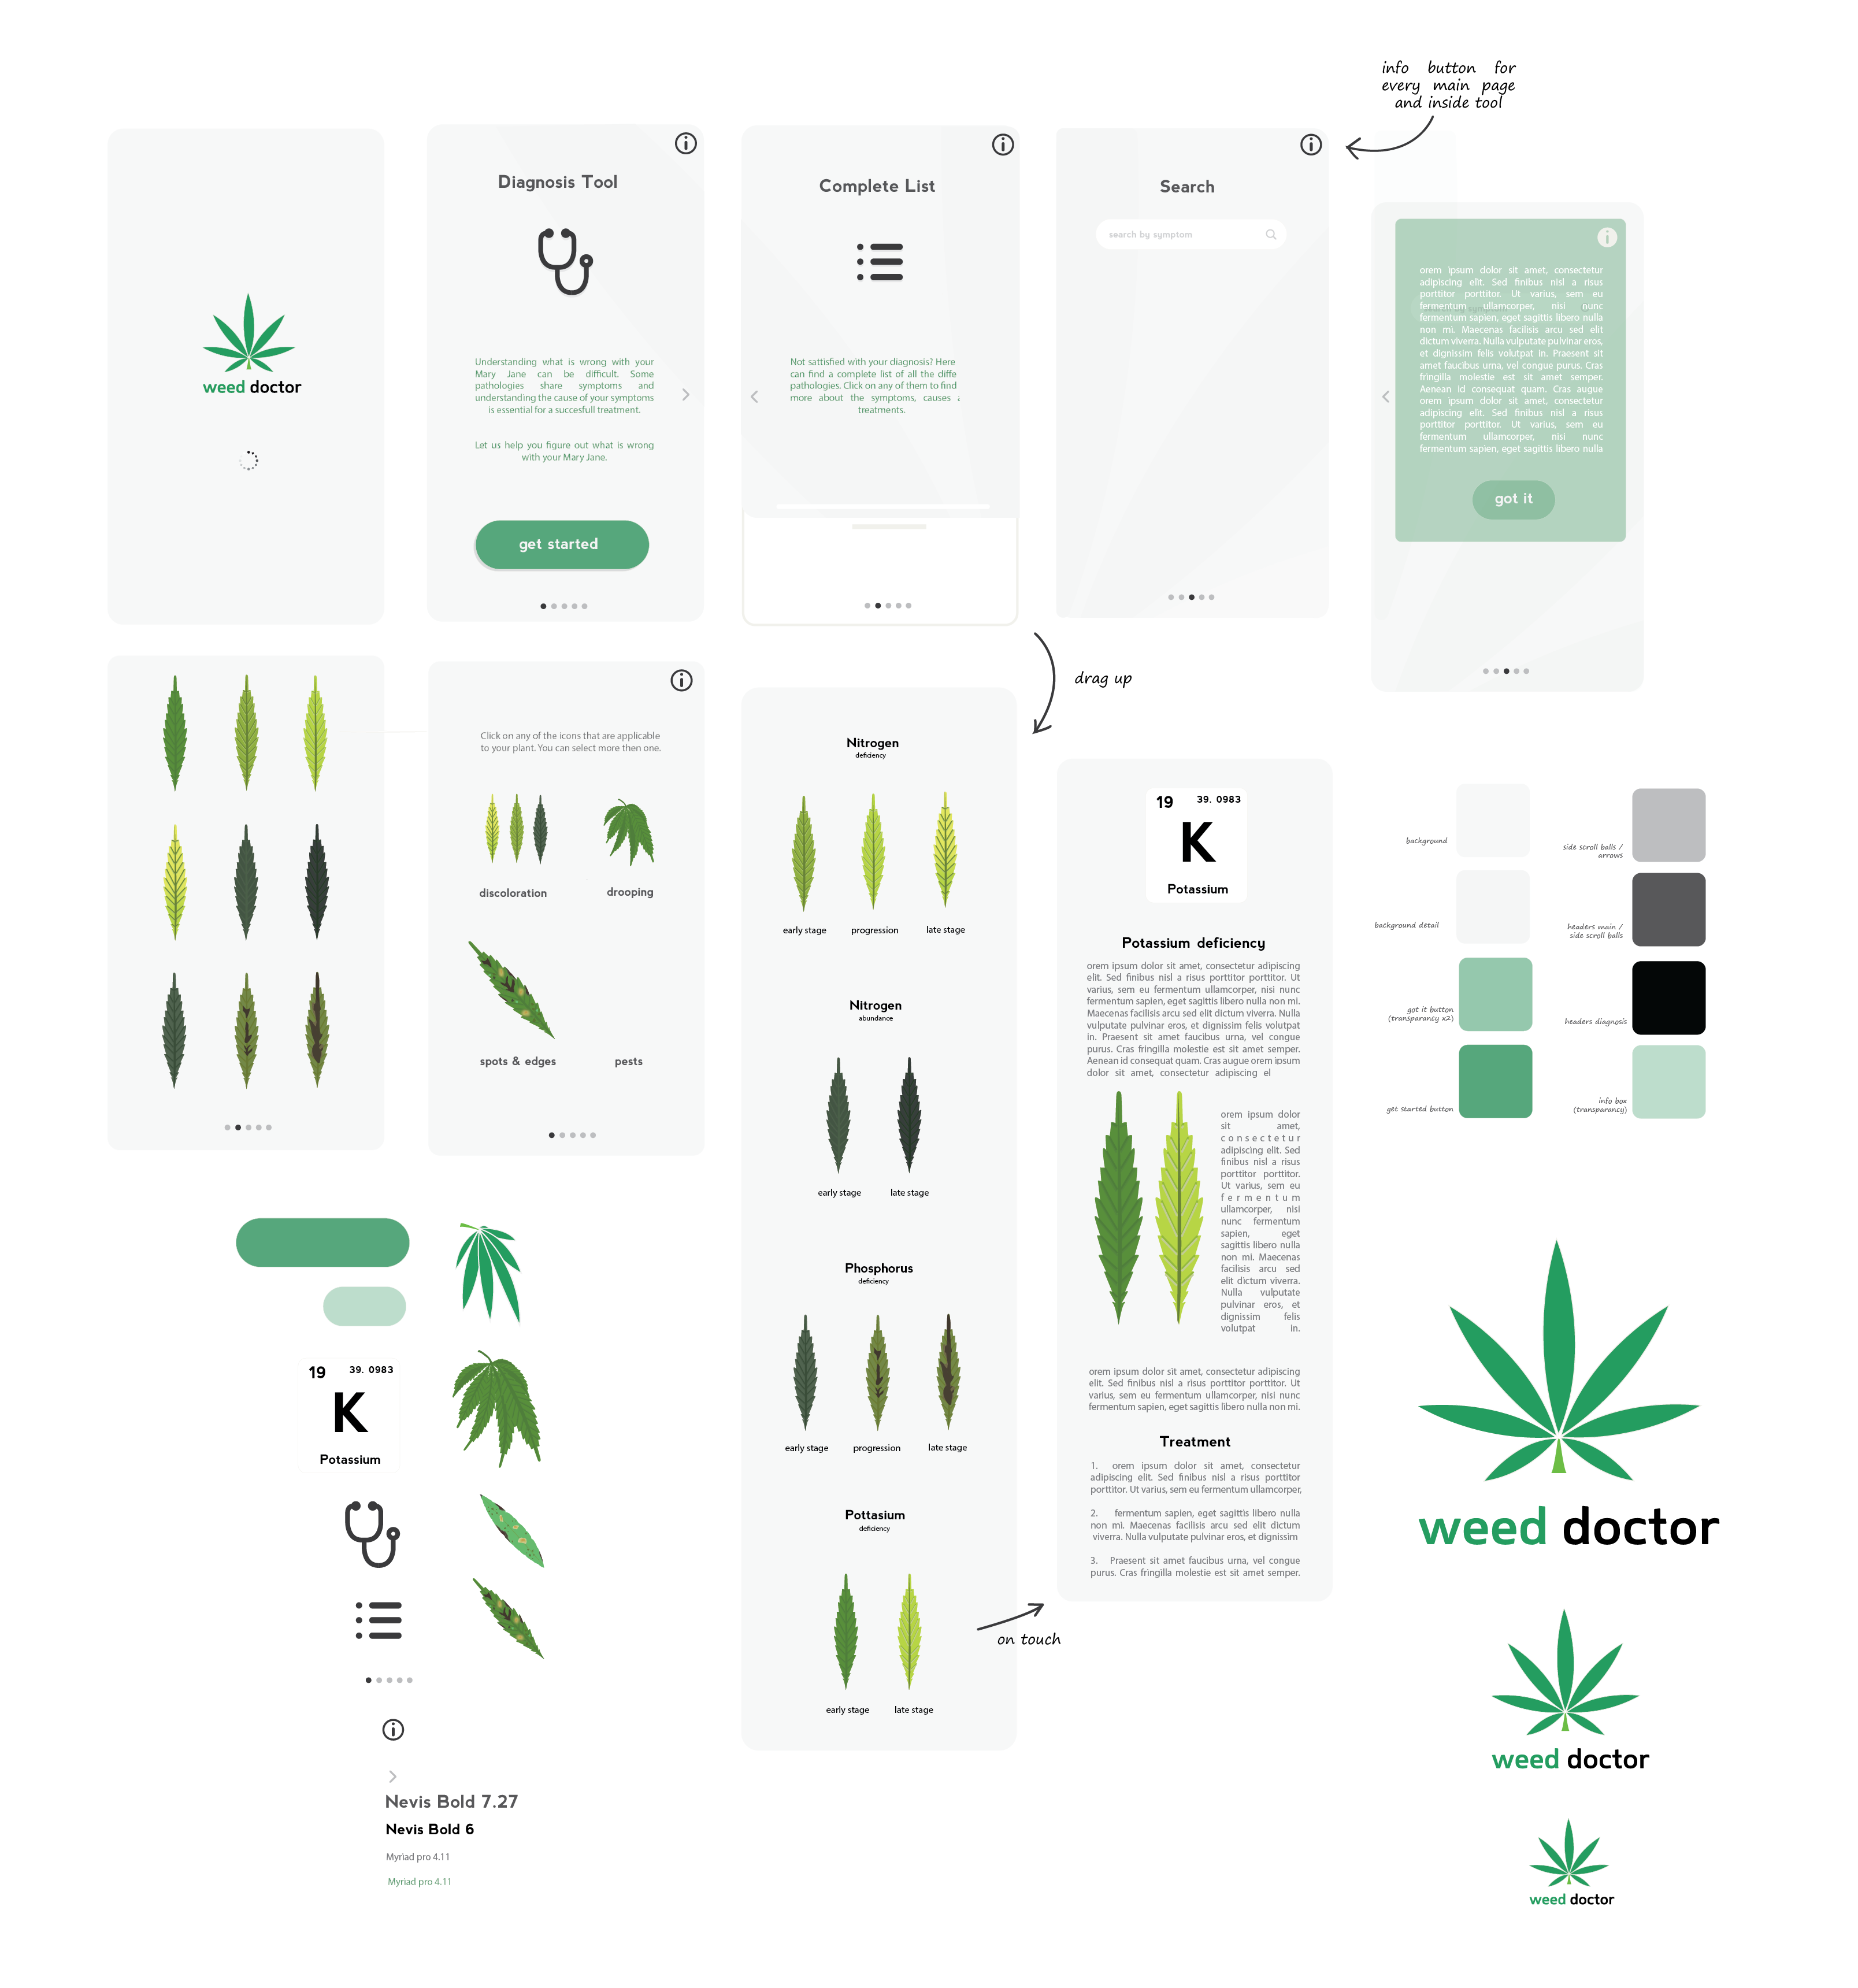 info button for
every main page
and inside tool
weed doctor
Diagnosis Tool
Understanding what is wrong with your
Mary Jane can be difficult. Some
pathologies share symptoms and
understanding the cause of your symptoms
is essential for a succesfull treatment.
Let us help you figure out what is wrong
with your Mary Jane.
get started
Complete List
Not sattisfied with your diagnosis? Here
can find a complete list of all the diffe
pathologies. Click on any of them to find
more about the symptoms, causes a
treatments.
Search
search by symptom
orem ipsum dolor sit amet, consectetur
adipiscing elit. Sed finibus nisl a risus
porttitor porttitor. Ut varius, sem eu
fermentum ullamcorper, nisi nunc
fermentum sapien, eget sagittis libero nulla
non mi. Maecenas facilisis arcu sed elit
dictum viverra. Nulla vulputate pulvinar eros,
et dignissim felis volutpat in. Praesent sit
amet faucibus urna, vel congue purus. Cras
fringilla molestie est sit amet semper.
Aenean id consequat quam. Cras augue
orem ipsum dolor sit amet, consectetur
adipiscing elit. Sed finibus nisl a risus
porttitor porttitor. Ut varius, sem eu
fermentum ullamcorper, nisi nunc
fermentum sapien, eget sagittis libero nulla
got it
drag up
Click on any of the icons that are applicable
to your plant. You can select more then one.
discoloration
drooping
spots & edges
pests
Nitrogen
deficiency
early stage
progression
late stage
Nitrogen
abundance
early stage
late stage
Phosphorus
deficiency
early stage
progression
late stage
Pottasium
deficiency
early stage
late stage
on touch
19
39. 0983
K
Potassium
Potassium deficiency
orem ipsum dolor sit amet, consectetur adipiscing
elit. Sed finibus nisl a risus porttitor porttitor. Ut
varius, sem eu fermentum ullamcorper, nisi nunc
fermentum sapien, eget sagittis libero nulla non mi.
Maecenas facilisis arcu sed elit dictum viverra. Nulla
vulputate pulvinar eros, et dignissim felis volutpat
in. Praesent sit amet faucibus urna, vel congue
purus. Cras fringilla molestie est sit amet semper.
Aenean id consequat quam. Cras augue orem ipsum
dolor sit amet, consectetur adipiscing el
orem ipsum dolor
sit amet,
consectetur
adipiscing elit. Sed
finibus nisl a risus
porttitor porttitor.
Ut varius, sem eu
fermentum
ullamcorper, nisi
nunc fermentum
sapien, eget
sagittis libero nulla
non mi. Maecenas
facilisis arcu sed
elit dictum viverra.
Nulla vulputate
pulvinar eros, et
dignissim felis
volutpat in.
orem ipsum dolor sit amet, consectetur adipiscing
elit. Sed finibus nisl a risus porttitor porttitor. Ut
varius, sem eu fermentum ullamcorper, nisi nunc
fermentum sapien, eget sagittis libero nulla non mi.
Treatment
1. orem ipsum dolor sit amet, consectetur
adipiscing elit. Sed finibus nisl a risus porttitor
porttitor. Ut varius, sem eu fermentum ullamcorper,
2. fermentum sapien, eget sagittis libero nulla
non mi. Maecenas facilisis arcu sed elit dictum
viverra. Nulla vulputate pulvinar eros, et dignissim
3. Praesent sit amet faucibus urna, vel congue
purus. Cras fringilla molestie est sit amet semper.
background
side scroll balls /
arrows
background detail
headers main /
side scroll balls
got it button
(transparancy x2)
headers diagnosis
get started button
info box
(transparancy)
19
39. 0983
K
Potassium
Nevis Bold 7.27
Nevis Bold 6
Myriad pro 4.11
Myriad pro 4.11
weed doctor
weed doctor
weed doctor